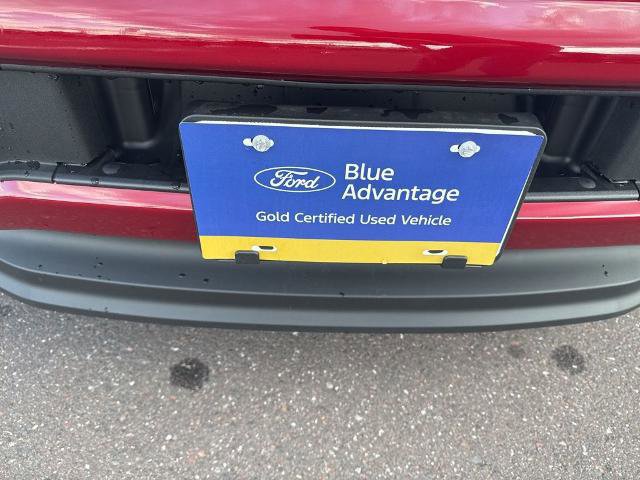 Ford
Blue
Advantage
Gold Certified Used Vehicle